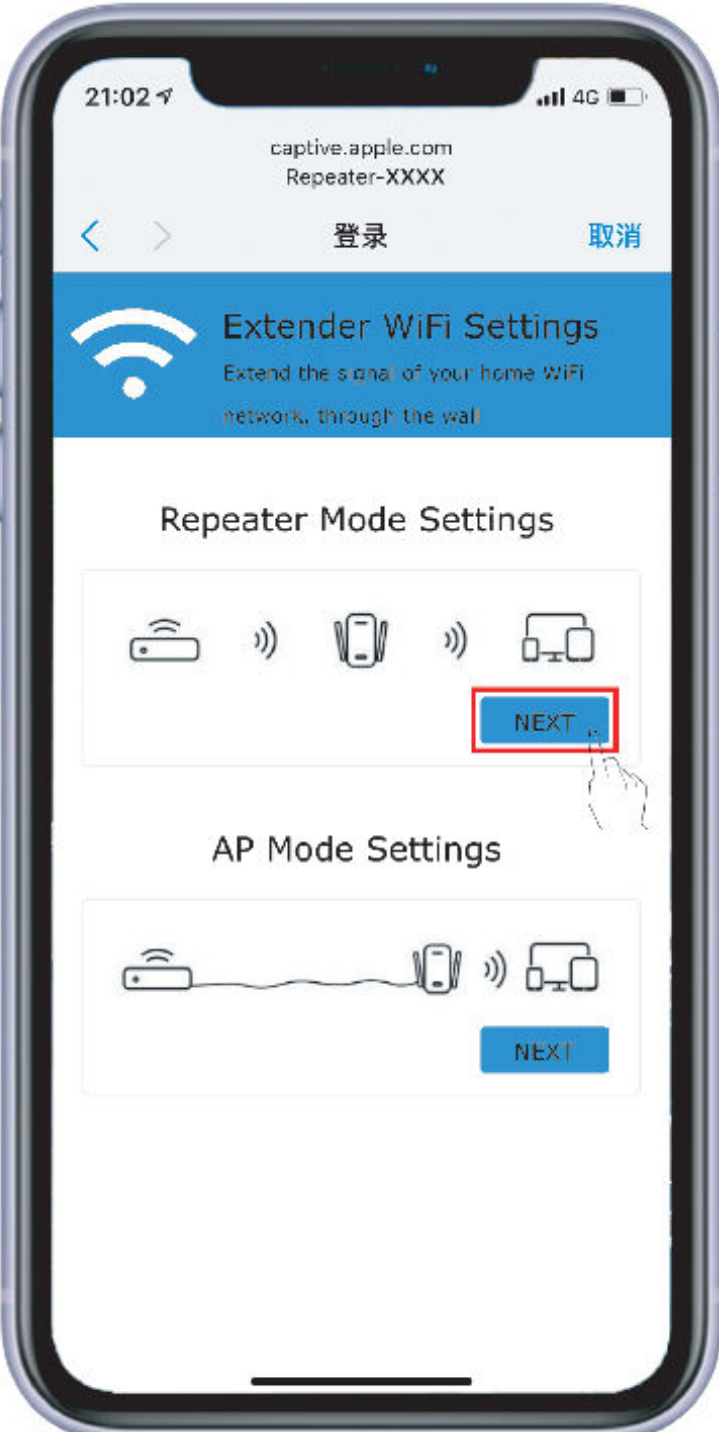 21:02
4G
captive.apple.com
Repeater-XXXX
登录
取消
Extender WiFi Settings
Extend the signal of your home WiFi
network, through the wall
Repeater Mode Settings
NEXT
AP Mode Settings
NEXT